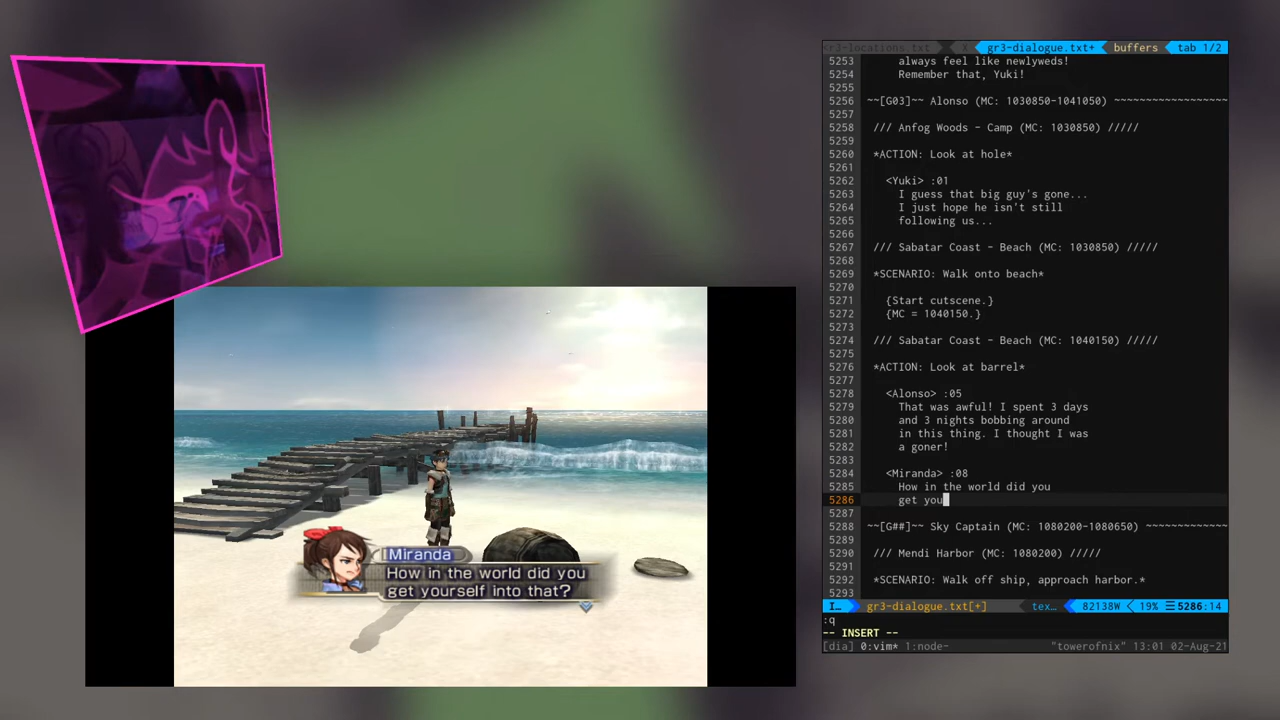 Miranda
How in the world did you
get yourself into that?
r3-locations.txt X gr3-dialogue.txt+ buffers tab 1/2
5253 always feel like newlyweds!
5254 Remember that, Yuki!
5255
5256 ~~[G03]~~ Alonso (MC: 1030850-1041050) ~~~~~~~~~~~~~~~~~~
5257
5258 /// Anfog Woods - Camp (MC: 1030850) /////
5259
5260 *ACTION: Look at hole*
5261
5262 <Yuki> :01
5263 I guess that big guy's gone...
5264 I just hope he isn't still
5265 following us...
5266
5267 /// Sabatar Coast - Beach (MC: 1030850) /////
5268
5269 *SCENARIO: Walk onto beach*
5270
5271 {Start cutscene.}
5272 {MC = 1040150.}
5273
5274 /// Sabatar Coast - Beach (MC: 1040150) /////
5275
5276 *ACTION: Look at barrel*
5277
5278 <Alonso> :05
5279 That was awful! I spent 3 days
5280 and 3 nights bobbing around
5281 in this thing. I thought I was
5282 a goner!
5283
5284 <Miranda> :08
5285 How in the world did you
5286 get you
5287
5288 ~~[G##]~~ Sky Captain (MC: 1080200-1080650) ~~~~~~~~~~~~~
5289
5290 /// Mendi Harbor (MC: 1080200) /////
5291
5292 *SCENARIO: Walk off ship, approach harbor.*
5293
I… gr3-dialogue.txt[+] tex… 82138W 19% ☰5286:14
:q
-- INSERT --
[dia] 0:vim* 1:node- "towerofnix" 13:01 02-Aug-21